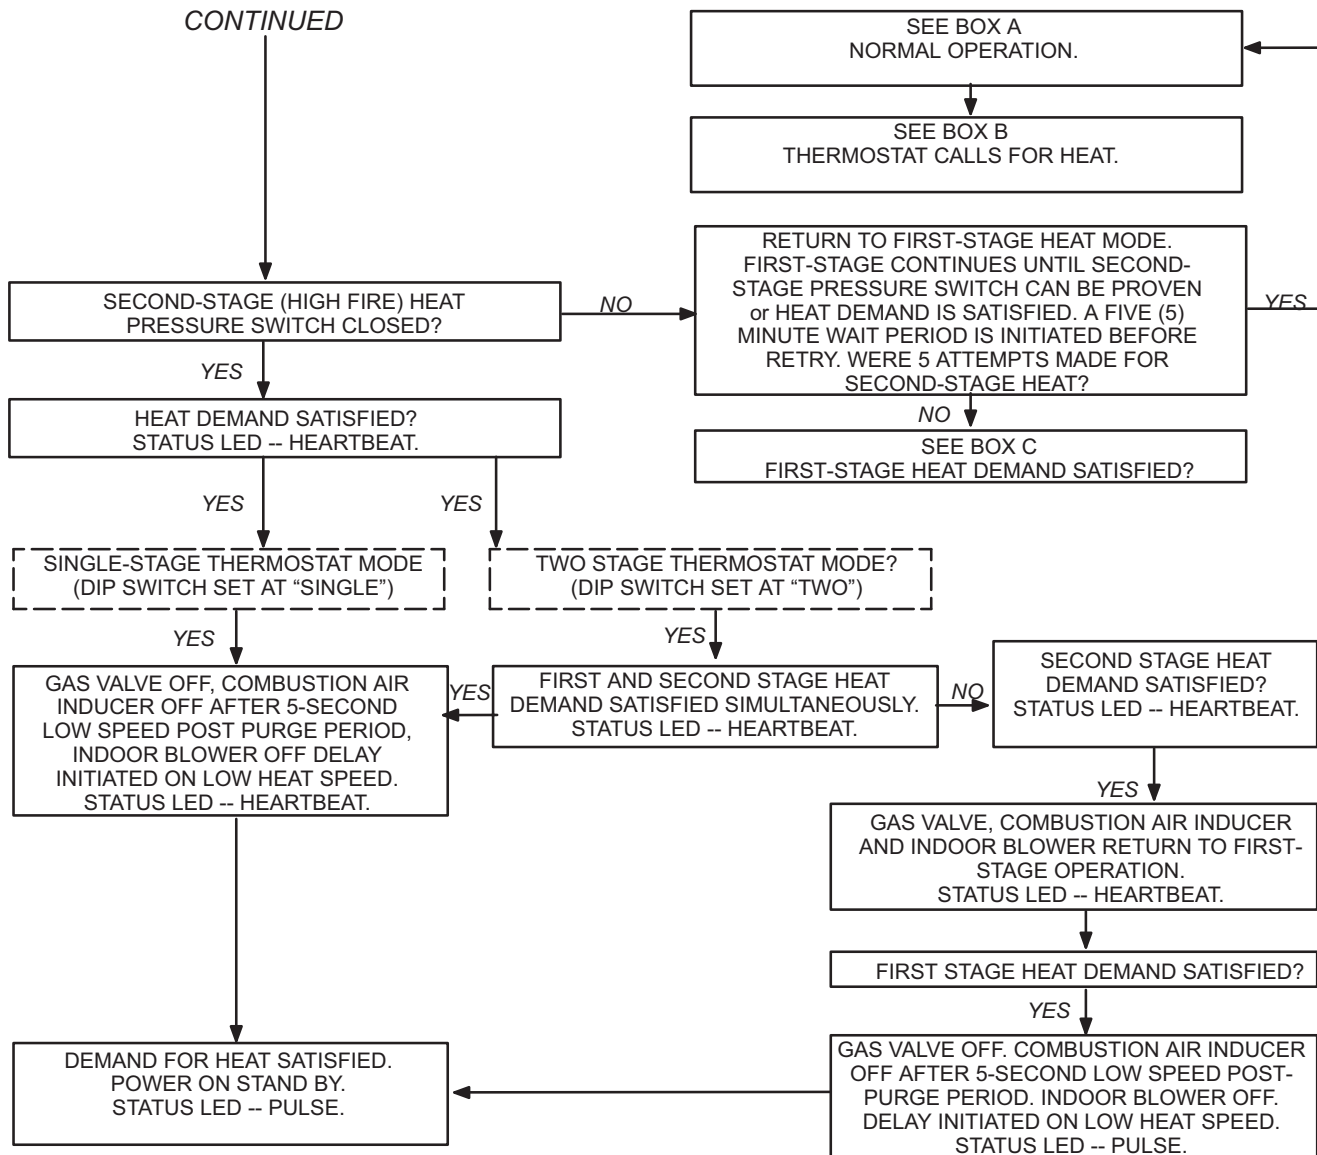 CONTINUED
SEE BOX A
NORMAL OPERATION.
SEE BOX B
THERMOSTAT CALLS FOR HEAT.
SECOND-STAGE (HIGH FIRE) HEAT
PRESSURE SWITCH CLOSED?
NO
RETURN TO FIRST-STAGE HEAT MODE.
FIRST-STAGE CONTINUES UNTIL SECOND-
STAGE PRESSURE SWITCH CAN BE PROVEN
or HEAT DEMAND IS SATISFIED. A FIVE (5)
MINUTE WAIT PERIOD IS INITIATED BEFORE
RETRY. WERE 5 ATTEMPTS MADE FOR
SECOND-STAGE HEAT?
YES
YES
NO
HEAT DEMAND SATISFIED?
STATUS LED -- HEARTBEAT.
SEE BOX C
FIRST-STAGE HEAT DEMAND SATISFIED?
YES
YES
SINGLE-STAGE THERMOSTAT MODE
(DIP SWITCH SET AT “SINGLE”)
TWO STAGE THERMOSTAT MODE?
(DIP SWITCH SET AT “TWO”)
YES
YES
GAS VALVE OFF, COMBUSTION AIR
INDUCER OFF AFTER 5-SECOND
LOW SPEED POST PURGE PERIOD,
INDOOR BLOWER OFF DELAY
INITIATED ON LOW HEAT SPEED.
STATUS LED -- HEARTBEAT.
YES
FIRST AND SECOND STAGE HEAT
DEMAND SATISFIED SIMULTANEOUSLY.
STATUS LED -- HEARTBEAT.
NO
SECOND STAGE HEAT
DEMAND SATISFIED?
STATUS LED -- HEARTBEAT.
YES
GAS VALVE, COMBUSTION AIR INDUCER
AND INDOOR BLOWER RETURN TO FIRST-
STAGE OPERATION.
STATUS LED -- HEARTBEAT.
FIRST STAGE HEAT DEMAND SATISFIED?
YES
DEMAND FOR HEAT SATISFIED.
POWER ON STAND BY.
STATUS LED -- PULSE.
GAS VALVE OFF. COMBUSTION AIR INDUCER
OFF AFTER 5-SECOND LOW SPEED POST-
PURGE PERIOD. INDOOR BLOWER OFF.
DELAY INITIATED ON LOW HEAT SPEED.
STATUS LED -- PULSE.